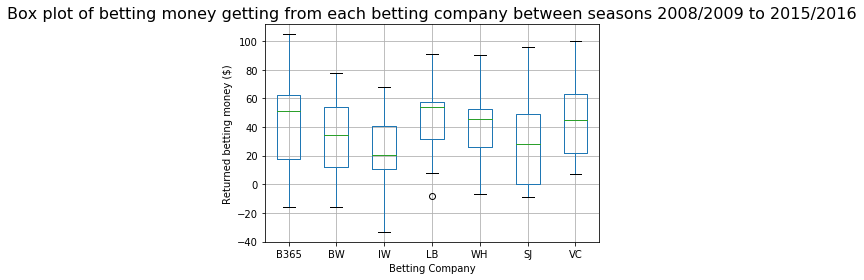 Box plot of betting money getting from each betting company between seasons 2008/2009 to 2015/2016
100
80
60
40
20
0
−20
−40
Returned betting money ($)
B365 BW IW LB WH SJ VC
Betting Company